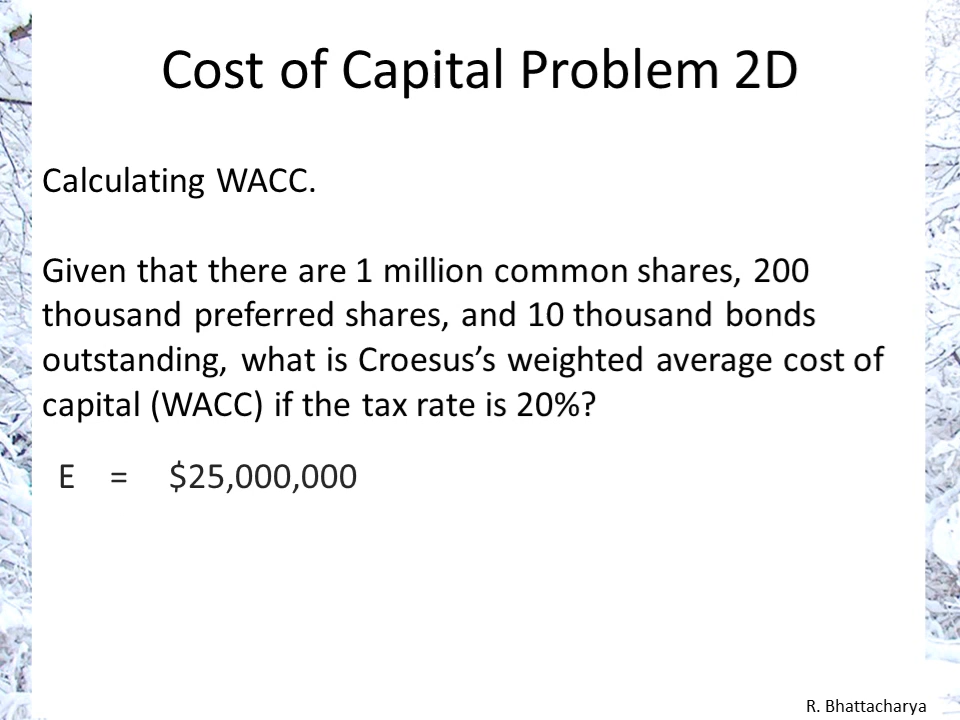 Cost of Capital Problem 2D
Calculating WACC.
Given that there are 1 million common shares, 200
thousand preferred shares, and 10 thousand bonds
outstanding, what is Croesus’s weighted average cost of
capital (WACC) if the tax rate is 20%?
E = $25,000,000
R. Bhattacharya